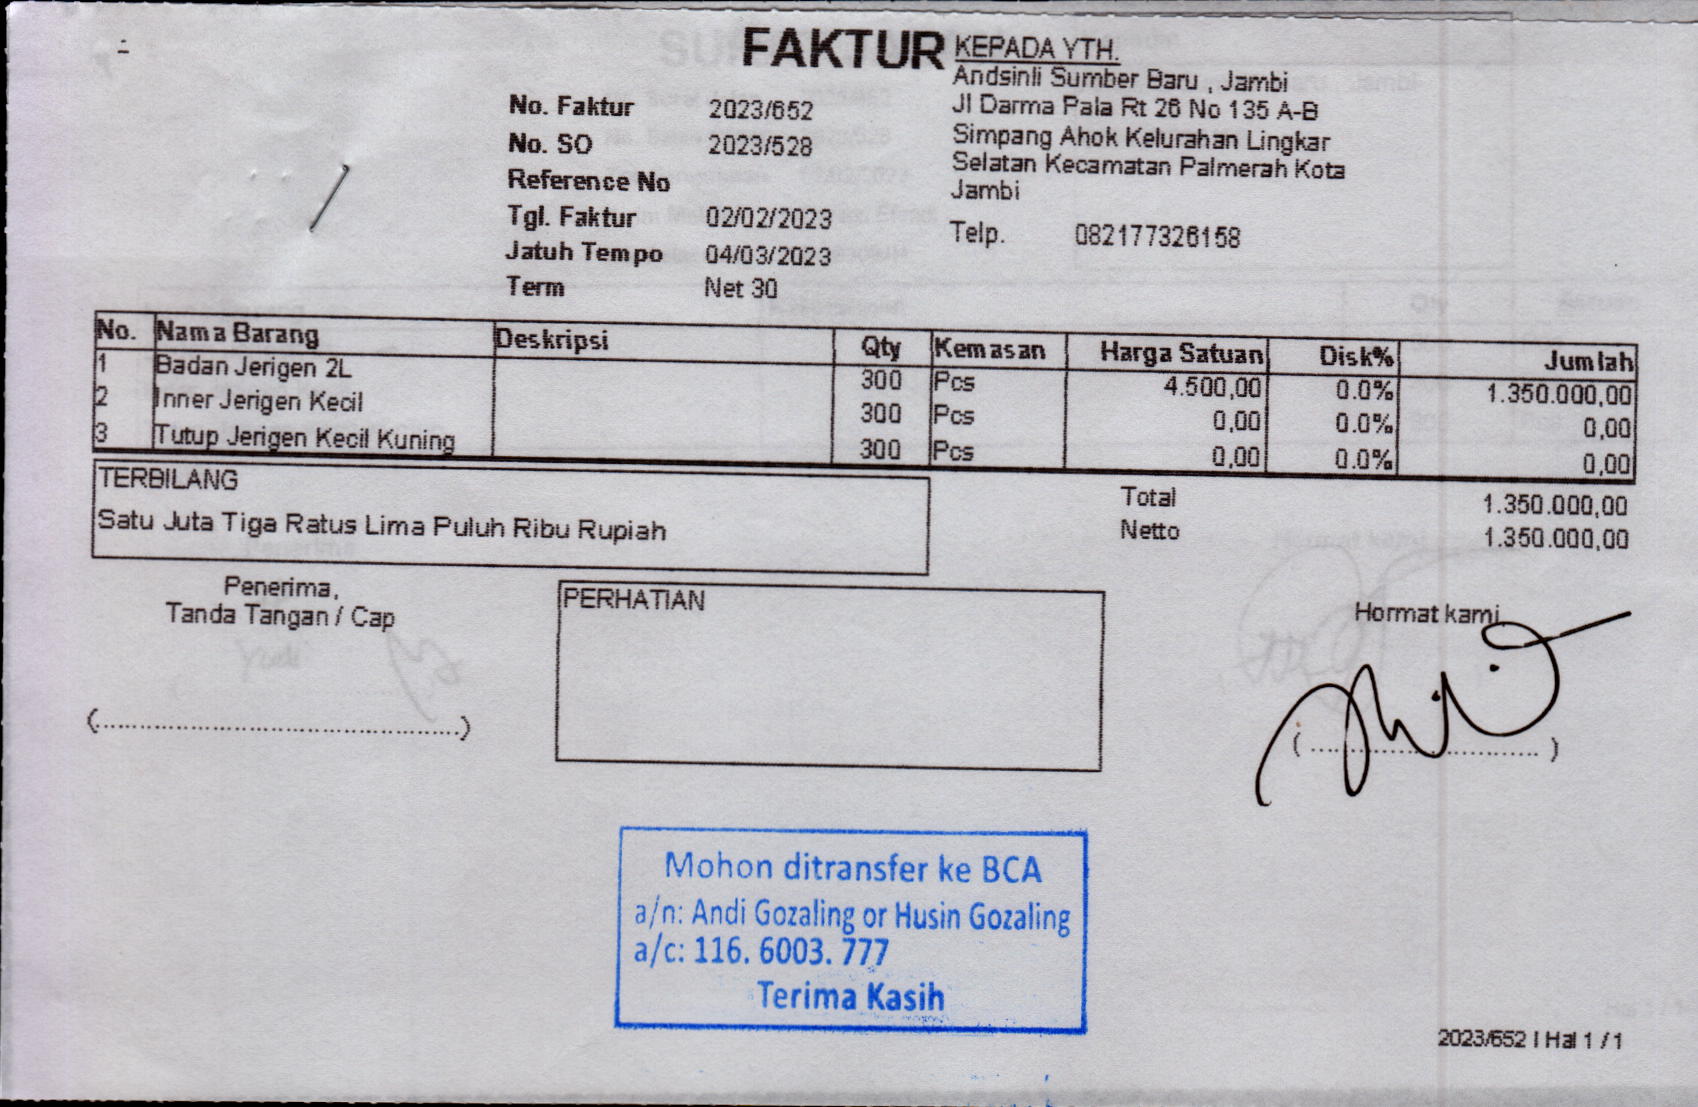 FAKTUR
No. Faktur 2023/652
No. SO 2023/528
Reference No
Tgl. Faktur 02/02/2023
Jatuh Tempo 04/03/2023
Term Net 30
KEPADA YTH.
Andsinli Sumber Baru , Jambi
Jl Darma Pala Rt 26 No 135 A-B
Simpang Ahok Kelurahan Lingkar
Selatan Kecamatan Palmerah Kota
Jambi
Telp. 082177326158
No. Nama Barang Deskripsi Qty Kemasan Harga Satuan Disk% Jumlah
1 Badan Jerigen 2L 300 Pcs 4.500,00 0.0% 1.350.000,00
2 Inner Jerigen Kecil 300 Pcs 0,00 0.0% 0,00
3 Tutup Jerigen Kecil Kuning 300 Pcs 0,00 0.0% 0,00
TERBILANG
Satu Juta Tiga Ratus Lima Puluh Ribu Rupiah
Total 1.350.000,00
Netto 1.350.000,00
Penerima,
Tanda Tangan / Cap
(............................................)
PERHATIAN
Hormat kami,
( ............................ )
Mohon ditransfer ke BCA
a/n: Andi Gozaling or Husin Gozaling
a/c: 116. 6003. 777
Terima Kasih
2023/652 | Hal 1 / 1